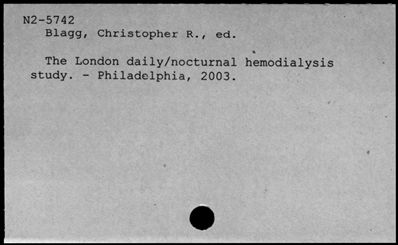 N2-5742
Blagg, Christopher R., ed.
The London daily/nocturnal hemodialysis
study. - Philadelphia, 2003.